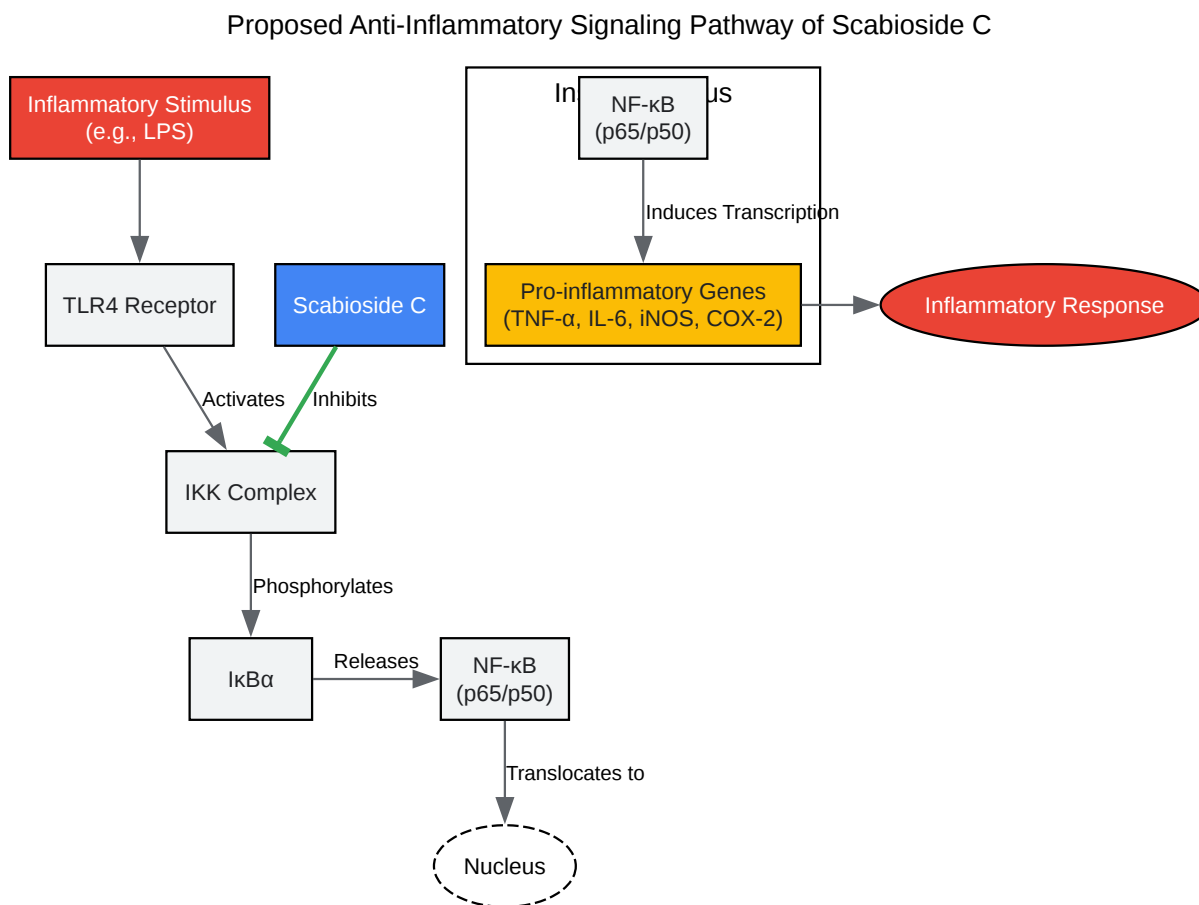 Proposed Anti-Inflammatory Signaling Pathway of Scabioside C
Inflammatory Stimulus
(e.g., LPS)
NF-κB
(p65/p50)
Induces Transcription
TLR4 Receptor
Scabioside C
Pro-inflammatory Genes
(TNF-α, IL-6, iNOS, COX-2)
Inflammatory Response
Activates
Inhibits
IKK Complex
Phosphorylates
IκBα
Releases
NF-κB
(p65/p50)
Translocates to
Nucleus